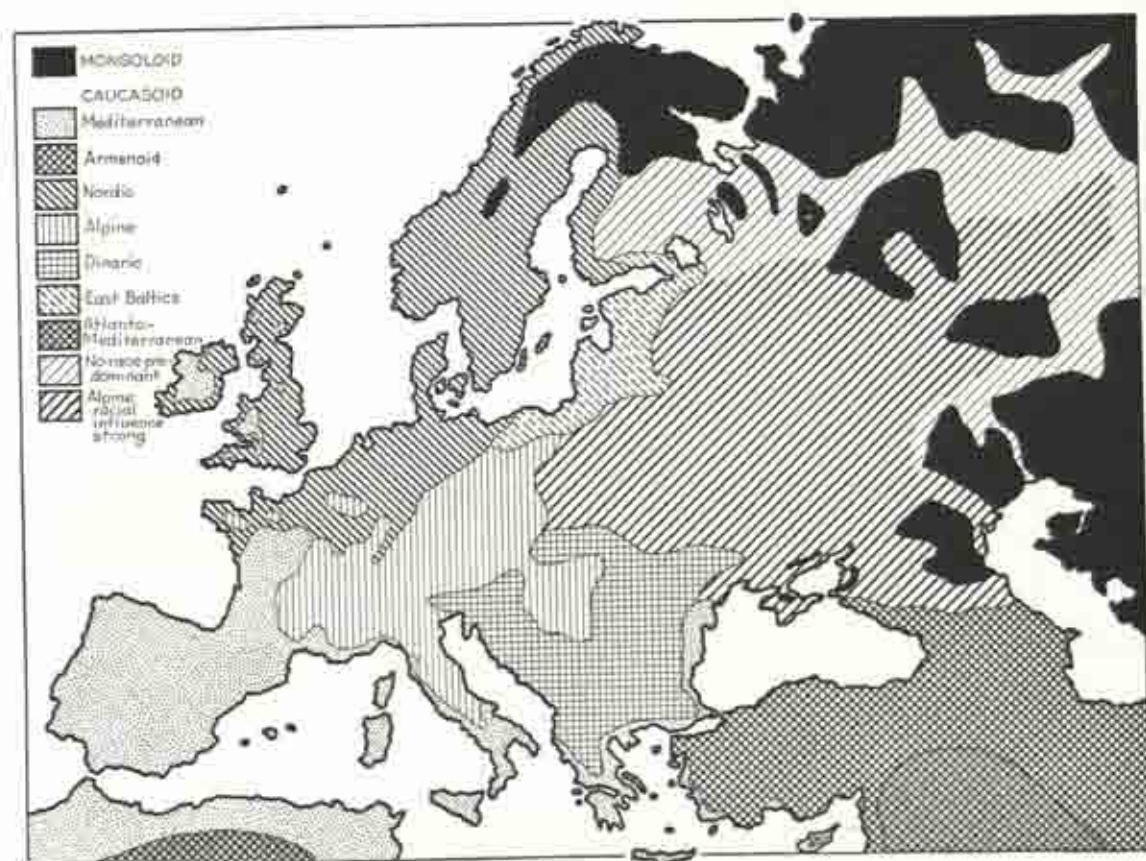 MONGOLOID
CAUCASOID
Mediterranean
Armenoid
Nordic
Alpine
Dinaric
East Baltics
Atlanto-
Mediterranean
No race pre-
dominant
Alpine
racial
influence
strong